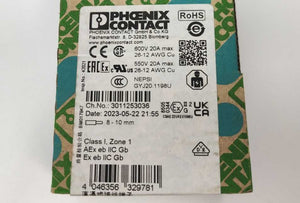 PHOENIX
CONTACT
RoHS
PHOENIX CONTACT GmbH & Co.KG
Flachsmarktstr. 8, D-32825 Blomberg
www.phoenixcontact.com
600V 20A max
26-12 AWG Cu
550V 20A max
26-12 AWG Cu
NEPSI
GYJ20.1198U
Ch.No.: 3011253036
Date: 2023-05-22 21:55
8 - 10 mm
Class I, Zone 1
AEx eb IIC Gb
Ex eb IIC Gb
UK
CA
4 046356 329781